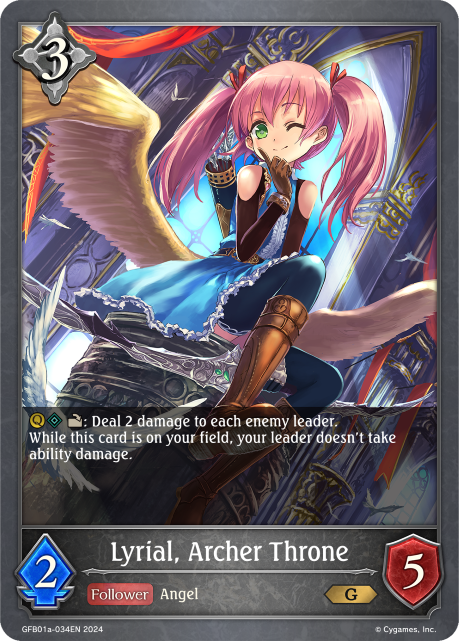 3
Q : Deal 2 damage to each enemy leader.
While this card is on your field, your leader doesn't take
ability damage.
Lyrial, Archer Throne
2
Follower Angel
G
5
GFB01a-034EN 2024
© Cygames, Inc.